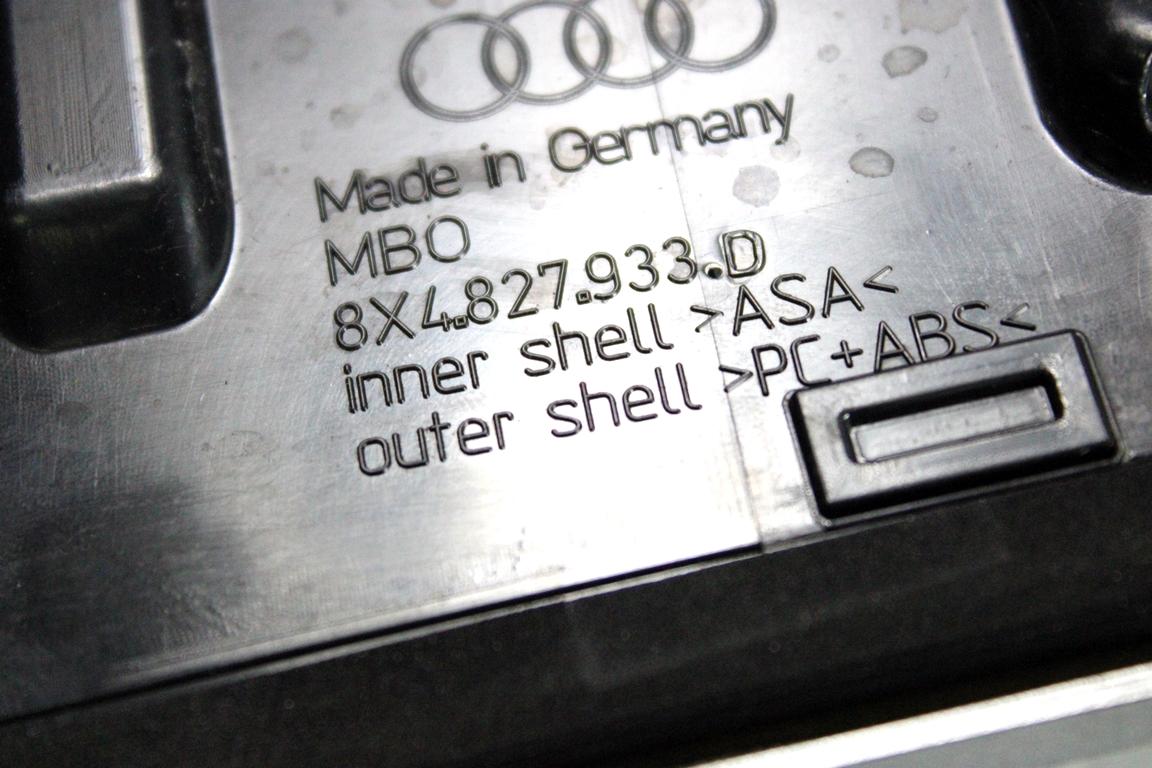 Made in Germany
MBO
8X4.827.933.D
inner shell >ASA<
outer shell >PC+ABS<